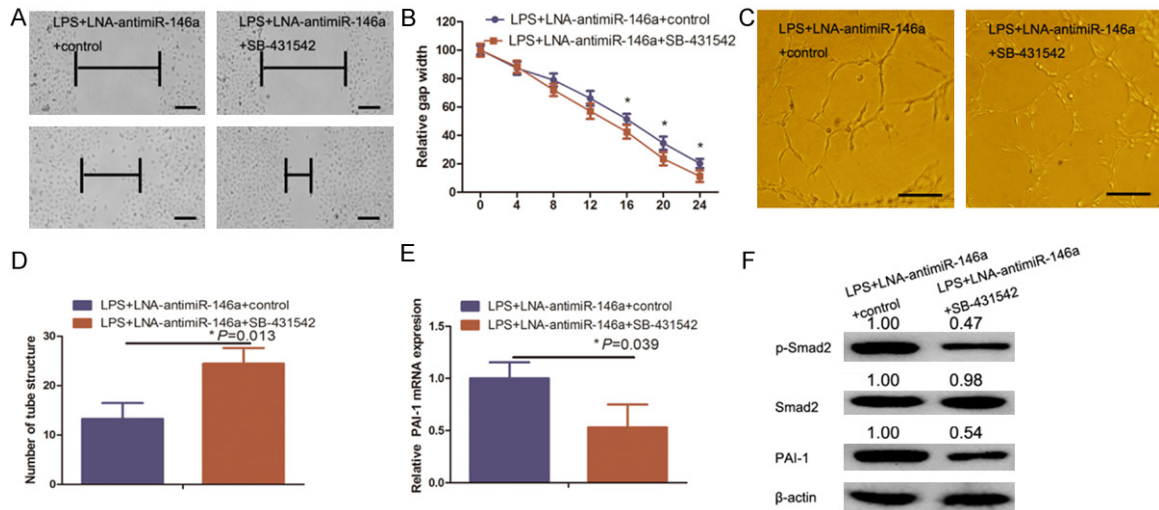 A
LPS+LNA-antimiR-146a
+control
LPS+LNA-antimiR-146a
+SB-431542
B
LPS+LNA-antimiR-146a+control
LPS+LNA-antimiR-146a+SB-431542
Relative gap width
120
100
80
60
40
20
0
*
*
*
0 4 8 12 16 20 24
C
LPS+LNA-antimiR-146a
+control
LPS+LNA-antimiR-146a
+SB-431542
D
LPS+LNA-antimiR-146a+control
LPS+LNA-antimiR-146a+SB-431542
* P=0.013
Number of tube structure
30
20
10
0
E
LPS+LNA-antimiR-146a+control
LPS+LNA-antimiR-146a+SB-431542
* P=0.039
Relative PAI-1 mRNA expresion
1.5
1.0
0.5
0.0
F
LPS+LNA-antimiR-146a
+control
LPS+LNA-antimiR-146a
+SB-431542
1.00 0.47
p-Smad2
1.00 0.98
Smad2
1.00 0.54
PAI-1
β-actin